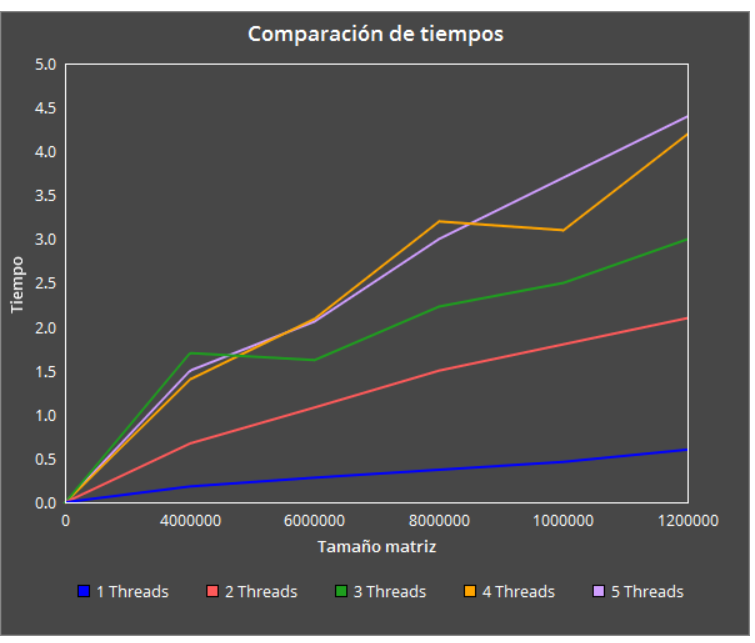 Comparación de tiempos
5.0
4.5
4.0
3.5
3.0
2.5
2.0
1.5
1.0
0.5
0.0
Tiempo
0 4000000 6000000 8000000 1000000 1200000
Tamaño matriz
1 Threads 2 Threads 3 Threads 4 Threads 5 Threads